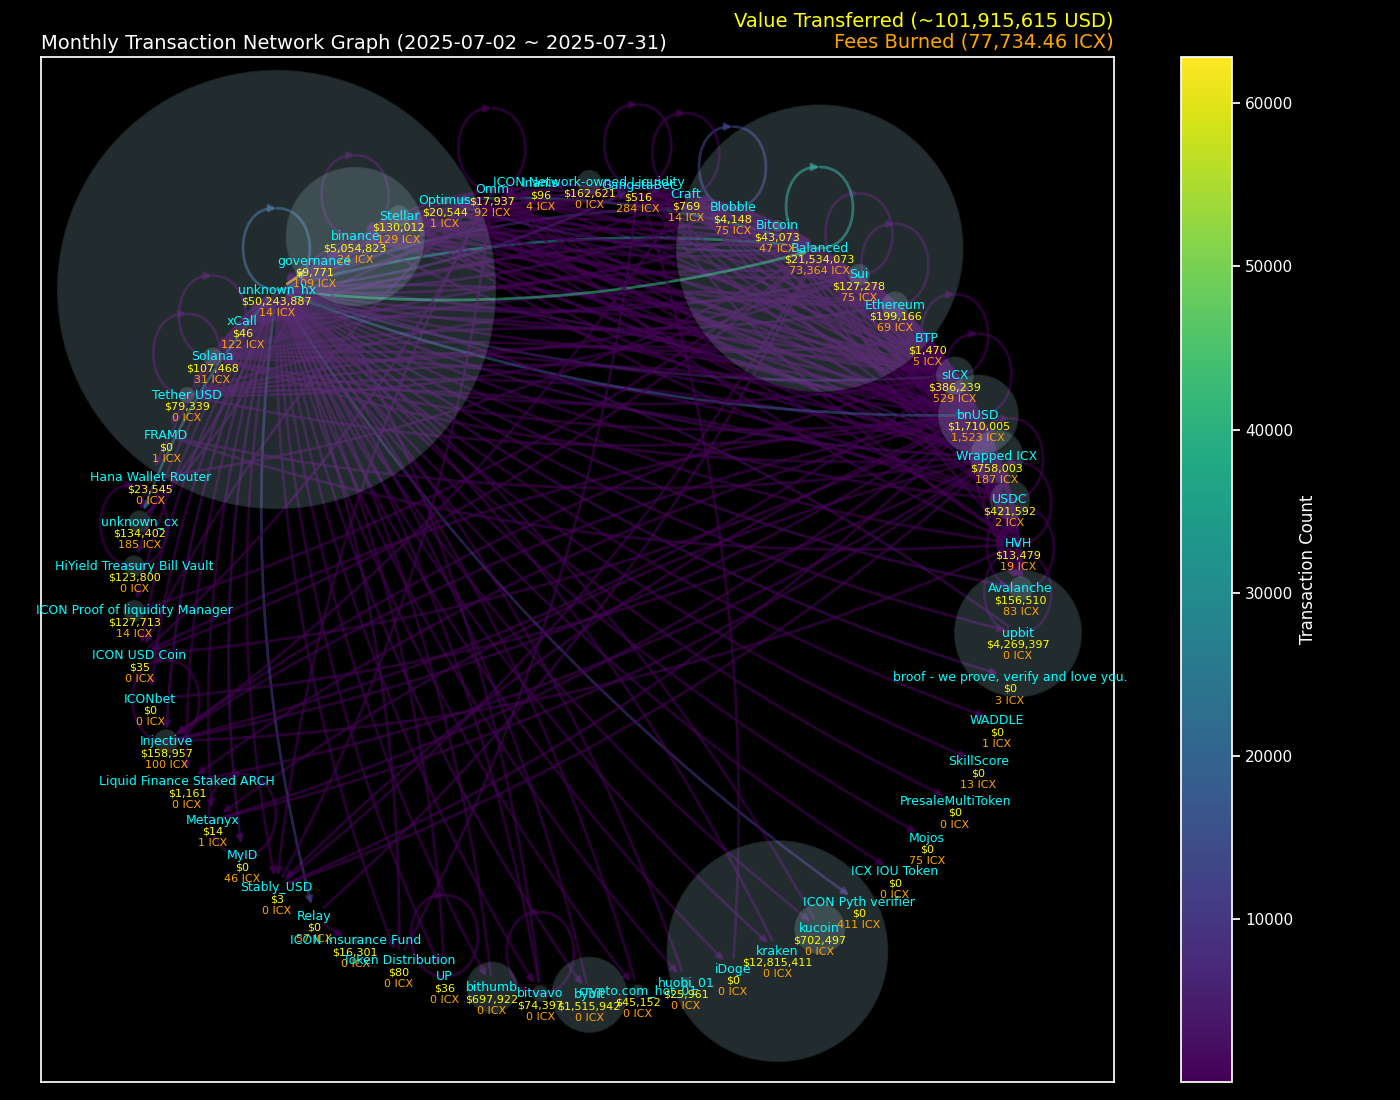 Value Transferred (~101,915,615 USD)
Monthly Transaction Network Graph (2025-07-02 ~ 2025-07-31)
Fees Burned (77,734.46 ICX)
ICON Network-owned Liquidity
$162,621
0 ICX
$96
4 ICX
GangstaBet
$516
284 ICX
Omm
$17,937
92 ICX
Craft
$769
14 ICX
Optimus
$20,544
1 ICX
Blobble
$4,148
75 ICX
Stellar
$130,012
129 ICX
Bitcoin
$43,073
47 ICX
binance
$5,054,823
24 ICX
Balanced
$21,534,073
73,364 ICX
governance
$9,771
109 ICX
Sui
$127,278
75 ICX
unknown_hx
$50,243,887
14 ICX
Ethereum
$199,166
69 ICX
xCall
$46
122 ICX
BTP
$1,470
5 ICX
Solana
$107,468
31 ICX
sICX
$386,239
529 ICX
Tether USD
$79,339
0 ICX
bnUSD
$1,710,005
1,523 ICX
FRAMD
$0
1 ICX
Wrapped ICX
$758,003
187 ICX
Hana Wallet Router
$23,545
0 ICX
USDC
$421,592
2 ICX
unknown_cx
$134,402
185 ICX
HVH
$13,479
19 ICX
HiYield Treasury Bill Vault
$123,800
0 ICX
Avalanche
$156,510
83 ICX
ICON Proof of liquidity Manager
$127,713
14 ICX
upbit
$4,269,397
0 ICX
ICON USD Coin
$35
0 ICX
broof - we prove, verify and love you.
$0
3 ICX
ICONbet
$0
0 ICX
WADDLE
$0
1 ICX
Injective
$158,957
100 ICX
SkillScore
$0
13 ICX
Liquid Finance Staked ARCH
$1,161
0 ICX
PresaleMultiToken
$0
0 ICX
Metanyx
$14
1 ICX
Mojos
$0
75 ICX
MyID
$0
46 ICX
ICX IOU Token
$0
0 ICX
Stably_USD
$3
0 ICX
ICON Pyth verifier
$0
411 ICX
Relay
$0
57 ICX
kucoin
$702,497
0 ICX
ICON Insurance Fund
$16,301
0 ICX
kraken
$12,815,411
0 ICX
Token Distribution
$80
0 ICX
iDoge
$0
0 ICX
UP
$36
0 ICX
huobi_01
$25,961
0 ICX
bithumb
$697,922
0 ICX
bitvavo
$74,397
0 ICX
bybit
$1,515,942
0 ICX
$45,152
0 ICX
60000
50000
40000
30000
20000
10000
Transaction Count